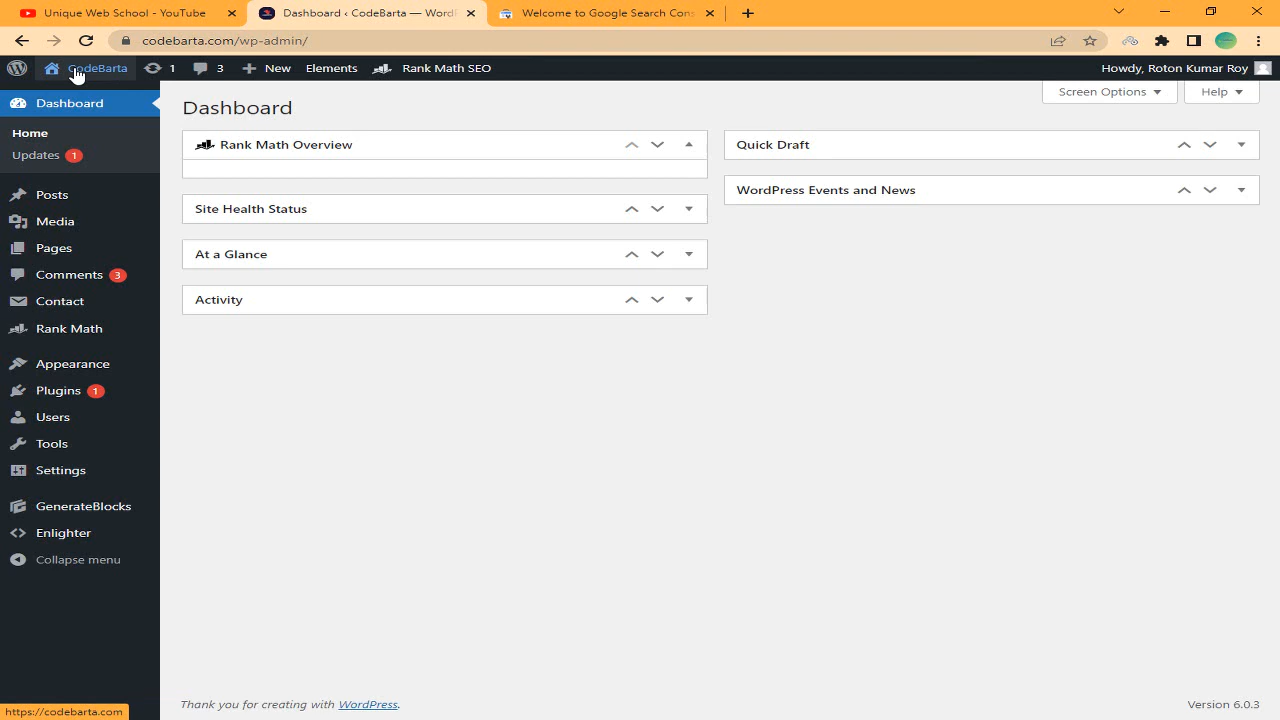 Unique Web School - YouTube
Dashboard ‹ CodeBarta — WordP
Welcome to Google Search Cons
codebarta.com/wp-admin/
CodeBarta 1 3 New Elements Rank Math SEO Howdy, Roton Kumar Roy
Dashboard
Home
Updates 1
Posts
Media
Pages
Comments 3
Contact
Rank Math
Appearance
Plugins 1
Users
Tools
Settings
GenerateBlocks
Enlighter
Collapse menu
Screen Options Help
Dashboard
Rank Math Overview
Site Health Status
At a Glance
Activity
Quick Draft
WordPress Events and News
Thank you for creating with WordPress.
Version 6.0.3
https://codebarta.com